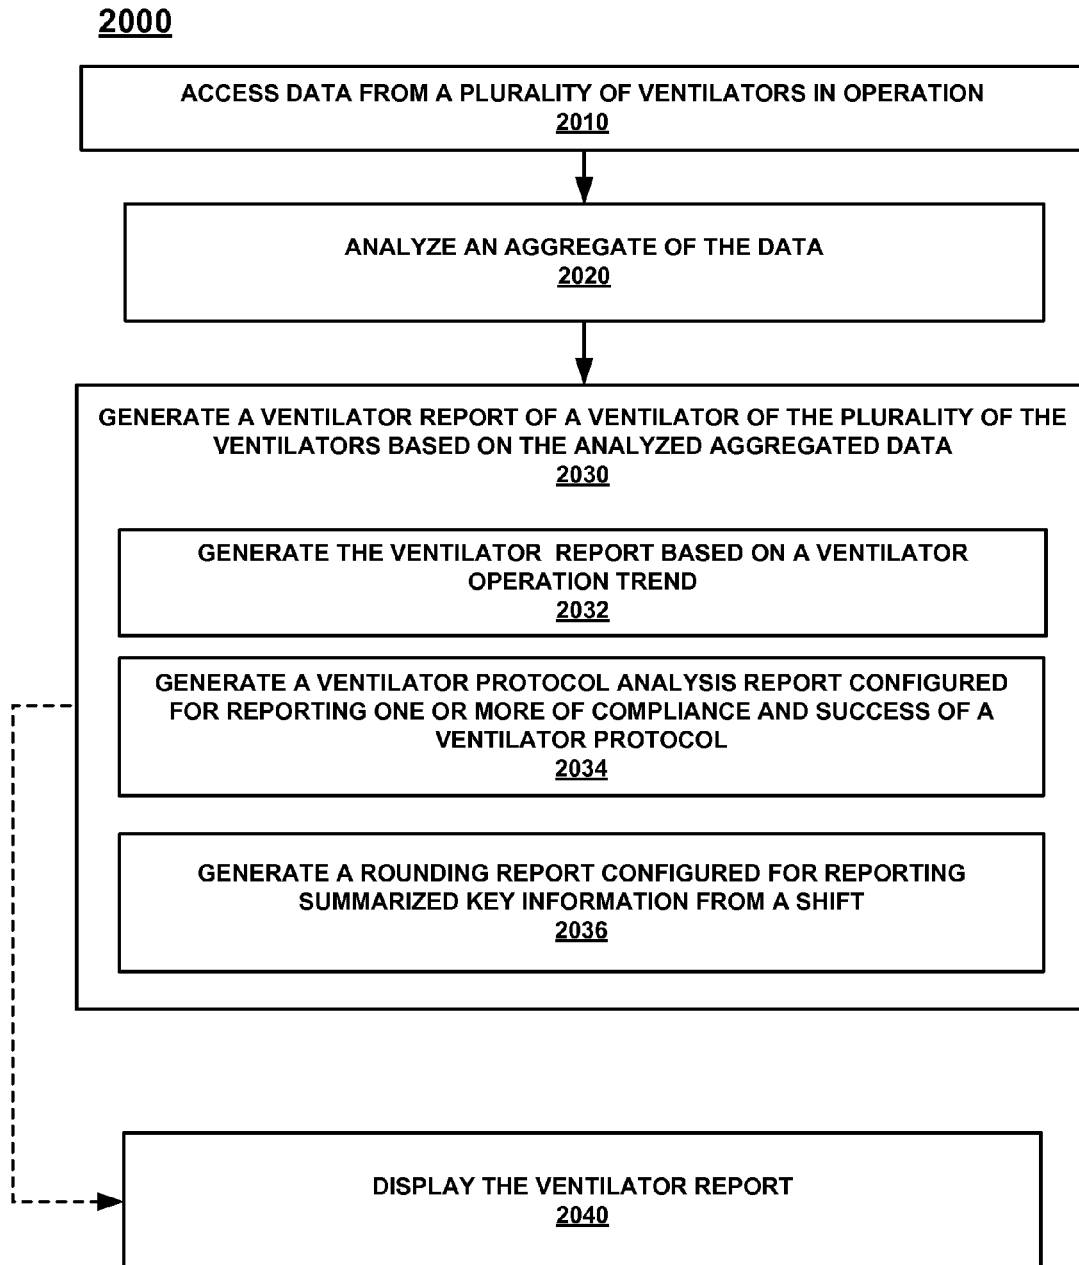 2000
ACCESS DATA FROM A PLURALITY OF VENTILATORS IN OPERATION
2010
ANALYZE AN AGGREGATE OF THE DATA
2020
GENERATE A VENTILATOR REPORT OF A VENTILATOR OF THE PLURALITY OF THE
VENTILATORS BASED ON THE ANALYZED AGGREGATED DATA
2030
GENERATE THE VENTILATOR REPORT BASED ON A VENTILATOR
OPERATION TREND
2032
GENERATE A VENTILATOR PROTOCOL ANALYSIS REPORT CONFIGURED
FOR REPORTING ONE OR MORE OF COMPLIANCE AND SUCCESS OF A
VENTILATOR PROTOCOL
2034
GENERATE A ROUNDING REPORT CONFIGURED FOR REPORTING
SUMMARIZED KEY INFORMATION FROM A SHIFT
2036
DISPLAY THE VENTILATOR REPORT
2040